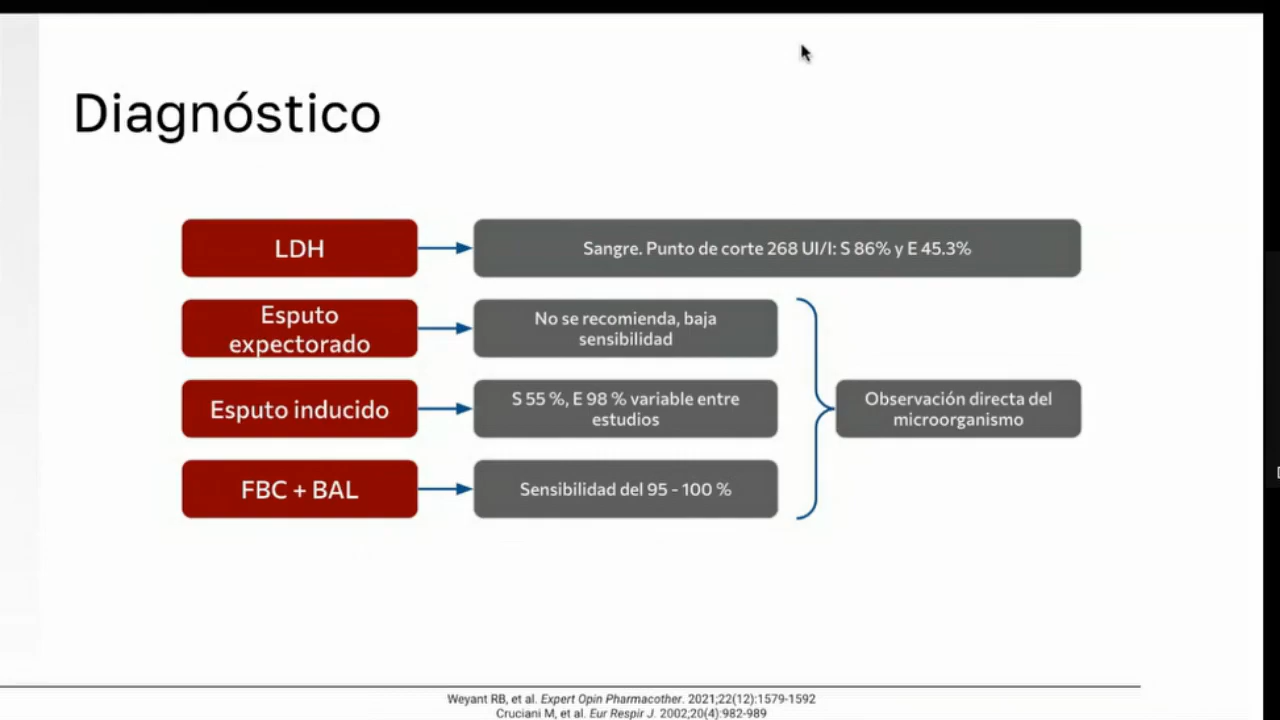 Diagnóstico
LDH
Sangre. Punto de corte 268 UI/l: S 86% y E 45.3%
Esputo
expectorado
No se recomienda, baja
sensibilidad
Esputo inducido
S 55 %, E 98 % variable entre
estudios
FBC + BAL
Sensibilidad del 95 - 100 %
Observación directa del
microorganismo
Weyant RB, et al. Expert Opin Pharmacother. 2021;22(12):1579-1592
Cruciani M, et al. Eur Respir J. 2002;20(4):982-989